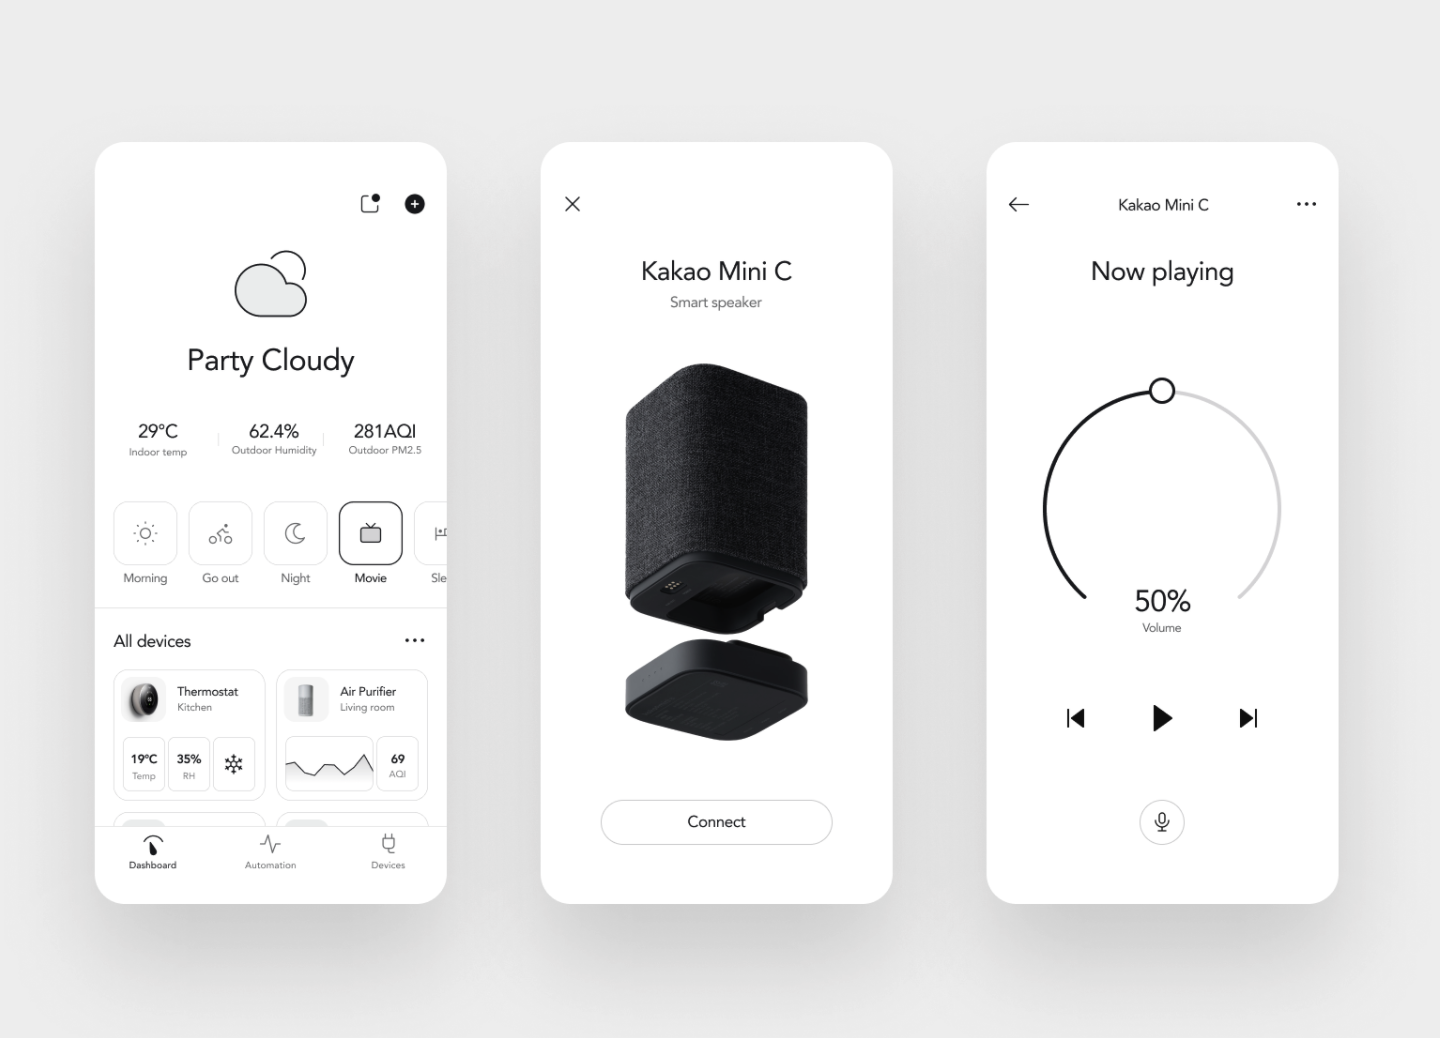 Party Cloudy
29°C
Indoor temp
62.4%
Outdoor Humidity
281AQI
Outdoor PM2.5
Morning
Go out
Night
Movie
Sle
All devices
Thermostat
Kitchen
19°C
Temp
35%
RH
Air Purifier
Living room
69
AQI
Dashboard
Automation
Devices
Kakao Mini C
Smart speaker
Connect
Kakao Mini C
Now playing
50%
Volume